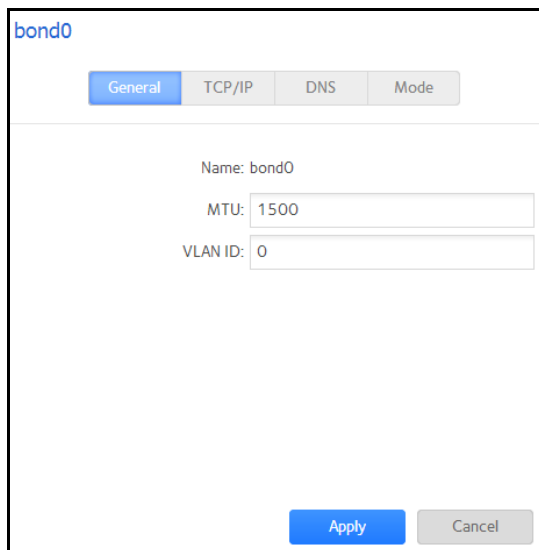 bond0
General TCP/IP DNS Mode
Name: bond0
MTU: 1500
VLAN ID: 0
Apply Cancel